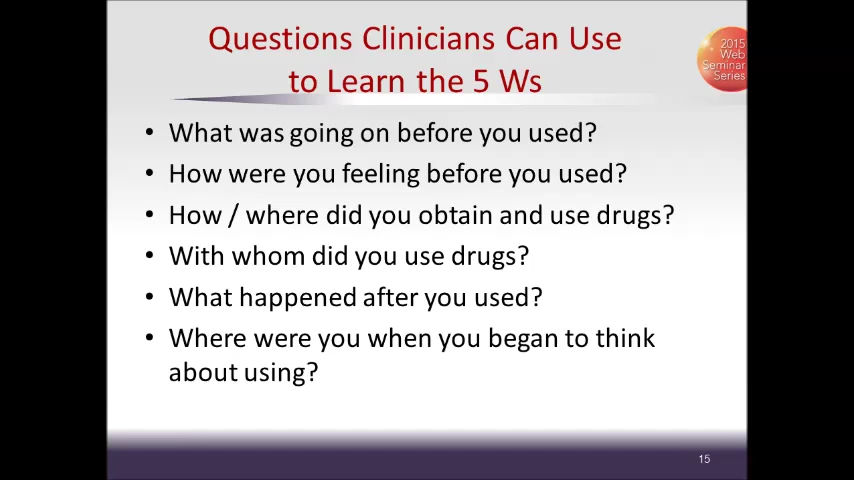 Questions Clinicians Can Use
to Learn the 5 Ws
2015
Web
Seminar
Series
• What was going on before you used?
• How were you feeling before you used?
• How / where did you obtain and use drugs?
• With whom did you use drugs?
• What happened after you used?
• Where were you when you began to think
about using?
15